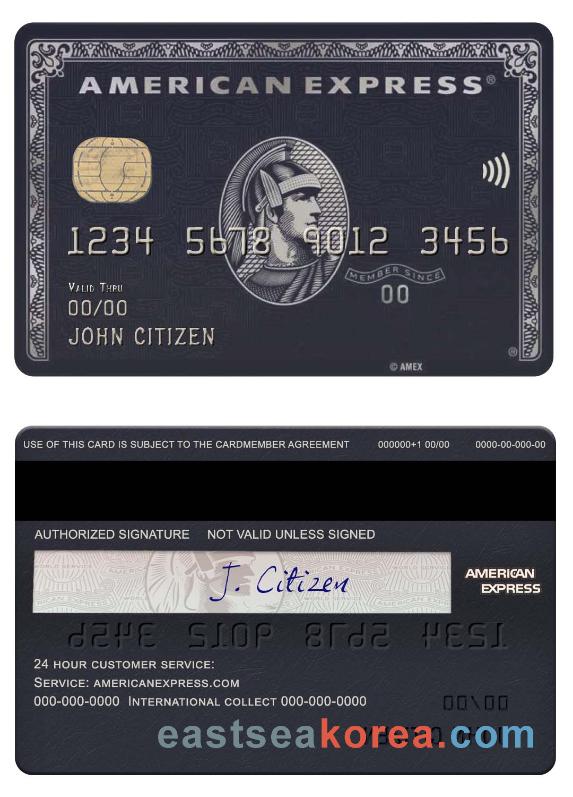 AMERICAN EXPRESS®
1234 5678 9012 3456
MEMBER SINCE
VALID THRU
00/00
00
JOHN CITIZEN
®
© AMEX
USE OF THIS CARD IS SUBJECT TO THE CARDMEMBER AGREEMENT 000000+1 00/00 0000-00-000-00
AUTHORIZED SIGNATURE NOT VALID UNLESS SIGNED
J. Citizen
AMERICAN
EXPRESS
24 HOUR CUSTOMER SERVICE:
SERVICE: AMERICANEXPRESS.COM
000-000-0000 INTERNATIONAL COLLECT 000-000-0000
00/00
eastseakorea.com